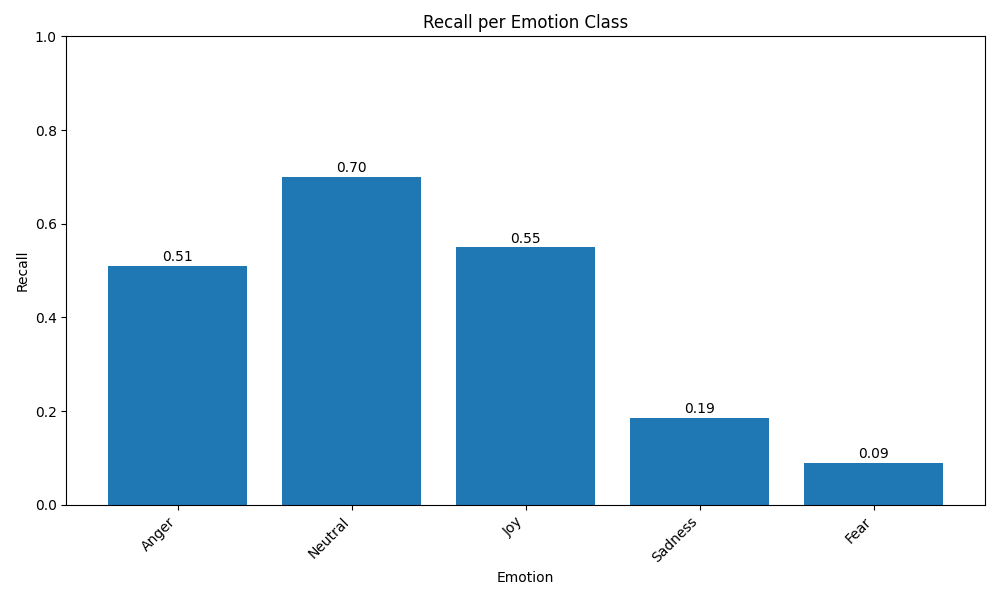 Recall per Emotion Class
1.0
0.8
0.6
0.4
0.2
0.0
Recall
0.51
0.70
0.55
0.19
0.09
Anger
Neutral
Joy
Sadness
Fear
Emotion